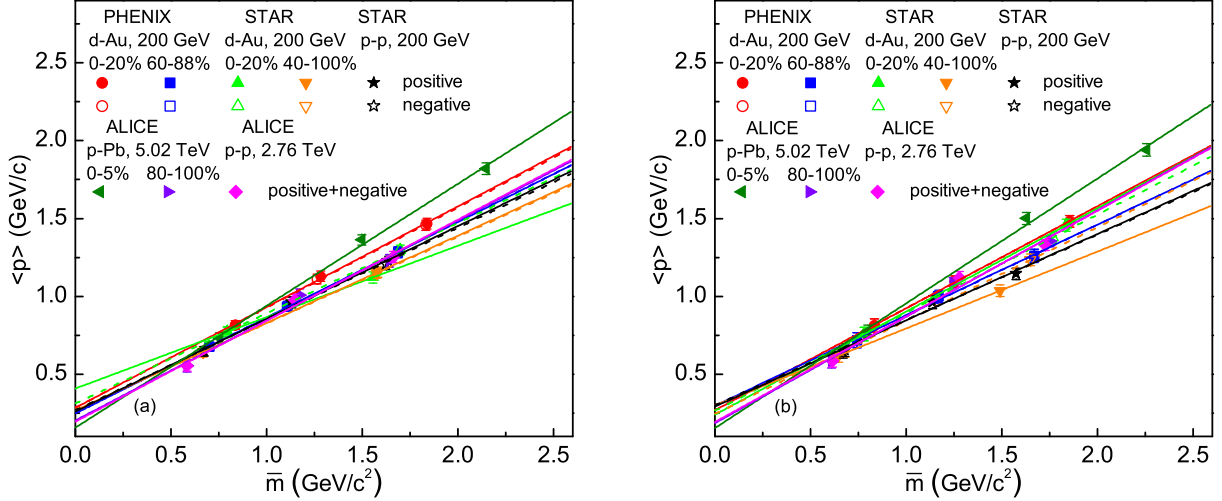 PHENIX STAR STAR
d-Au, 200 GeV d-Au, 200 GeV p-p, 200 GeV
0-20% 60-88% 0-20% 40-100%
positive
negative
ALICE ALICE
p-Pb, 5.02 TeV p-p, 2.76 TeV
0-5% 80-100%
positive+negative
2.5
2.0
1.5
1.0
0.5
<p> (GeV/c)
(a)
0.0 0.5 1.0 1.5 2.0 2.5
m̅ (GeV/c²)
PHENIX STAR STAR
d-Au, 200 GeV d-Au, 200 GeV p-p, 200 GeV
0-20% 60-88% 0-20% 40-100%
positive
negative
ALICE ALICE
p-Pb, 5.02 TeV p-p, 2.76 TeV
0-5% 80-100%
positive+negative
2.5
2.0
1.5
1.0
0.5
<p> (GeV/c)
(b)
0.0 0.5 1.0 1.5 2.0 2.5
m̅ (GeV/c²)